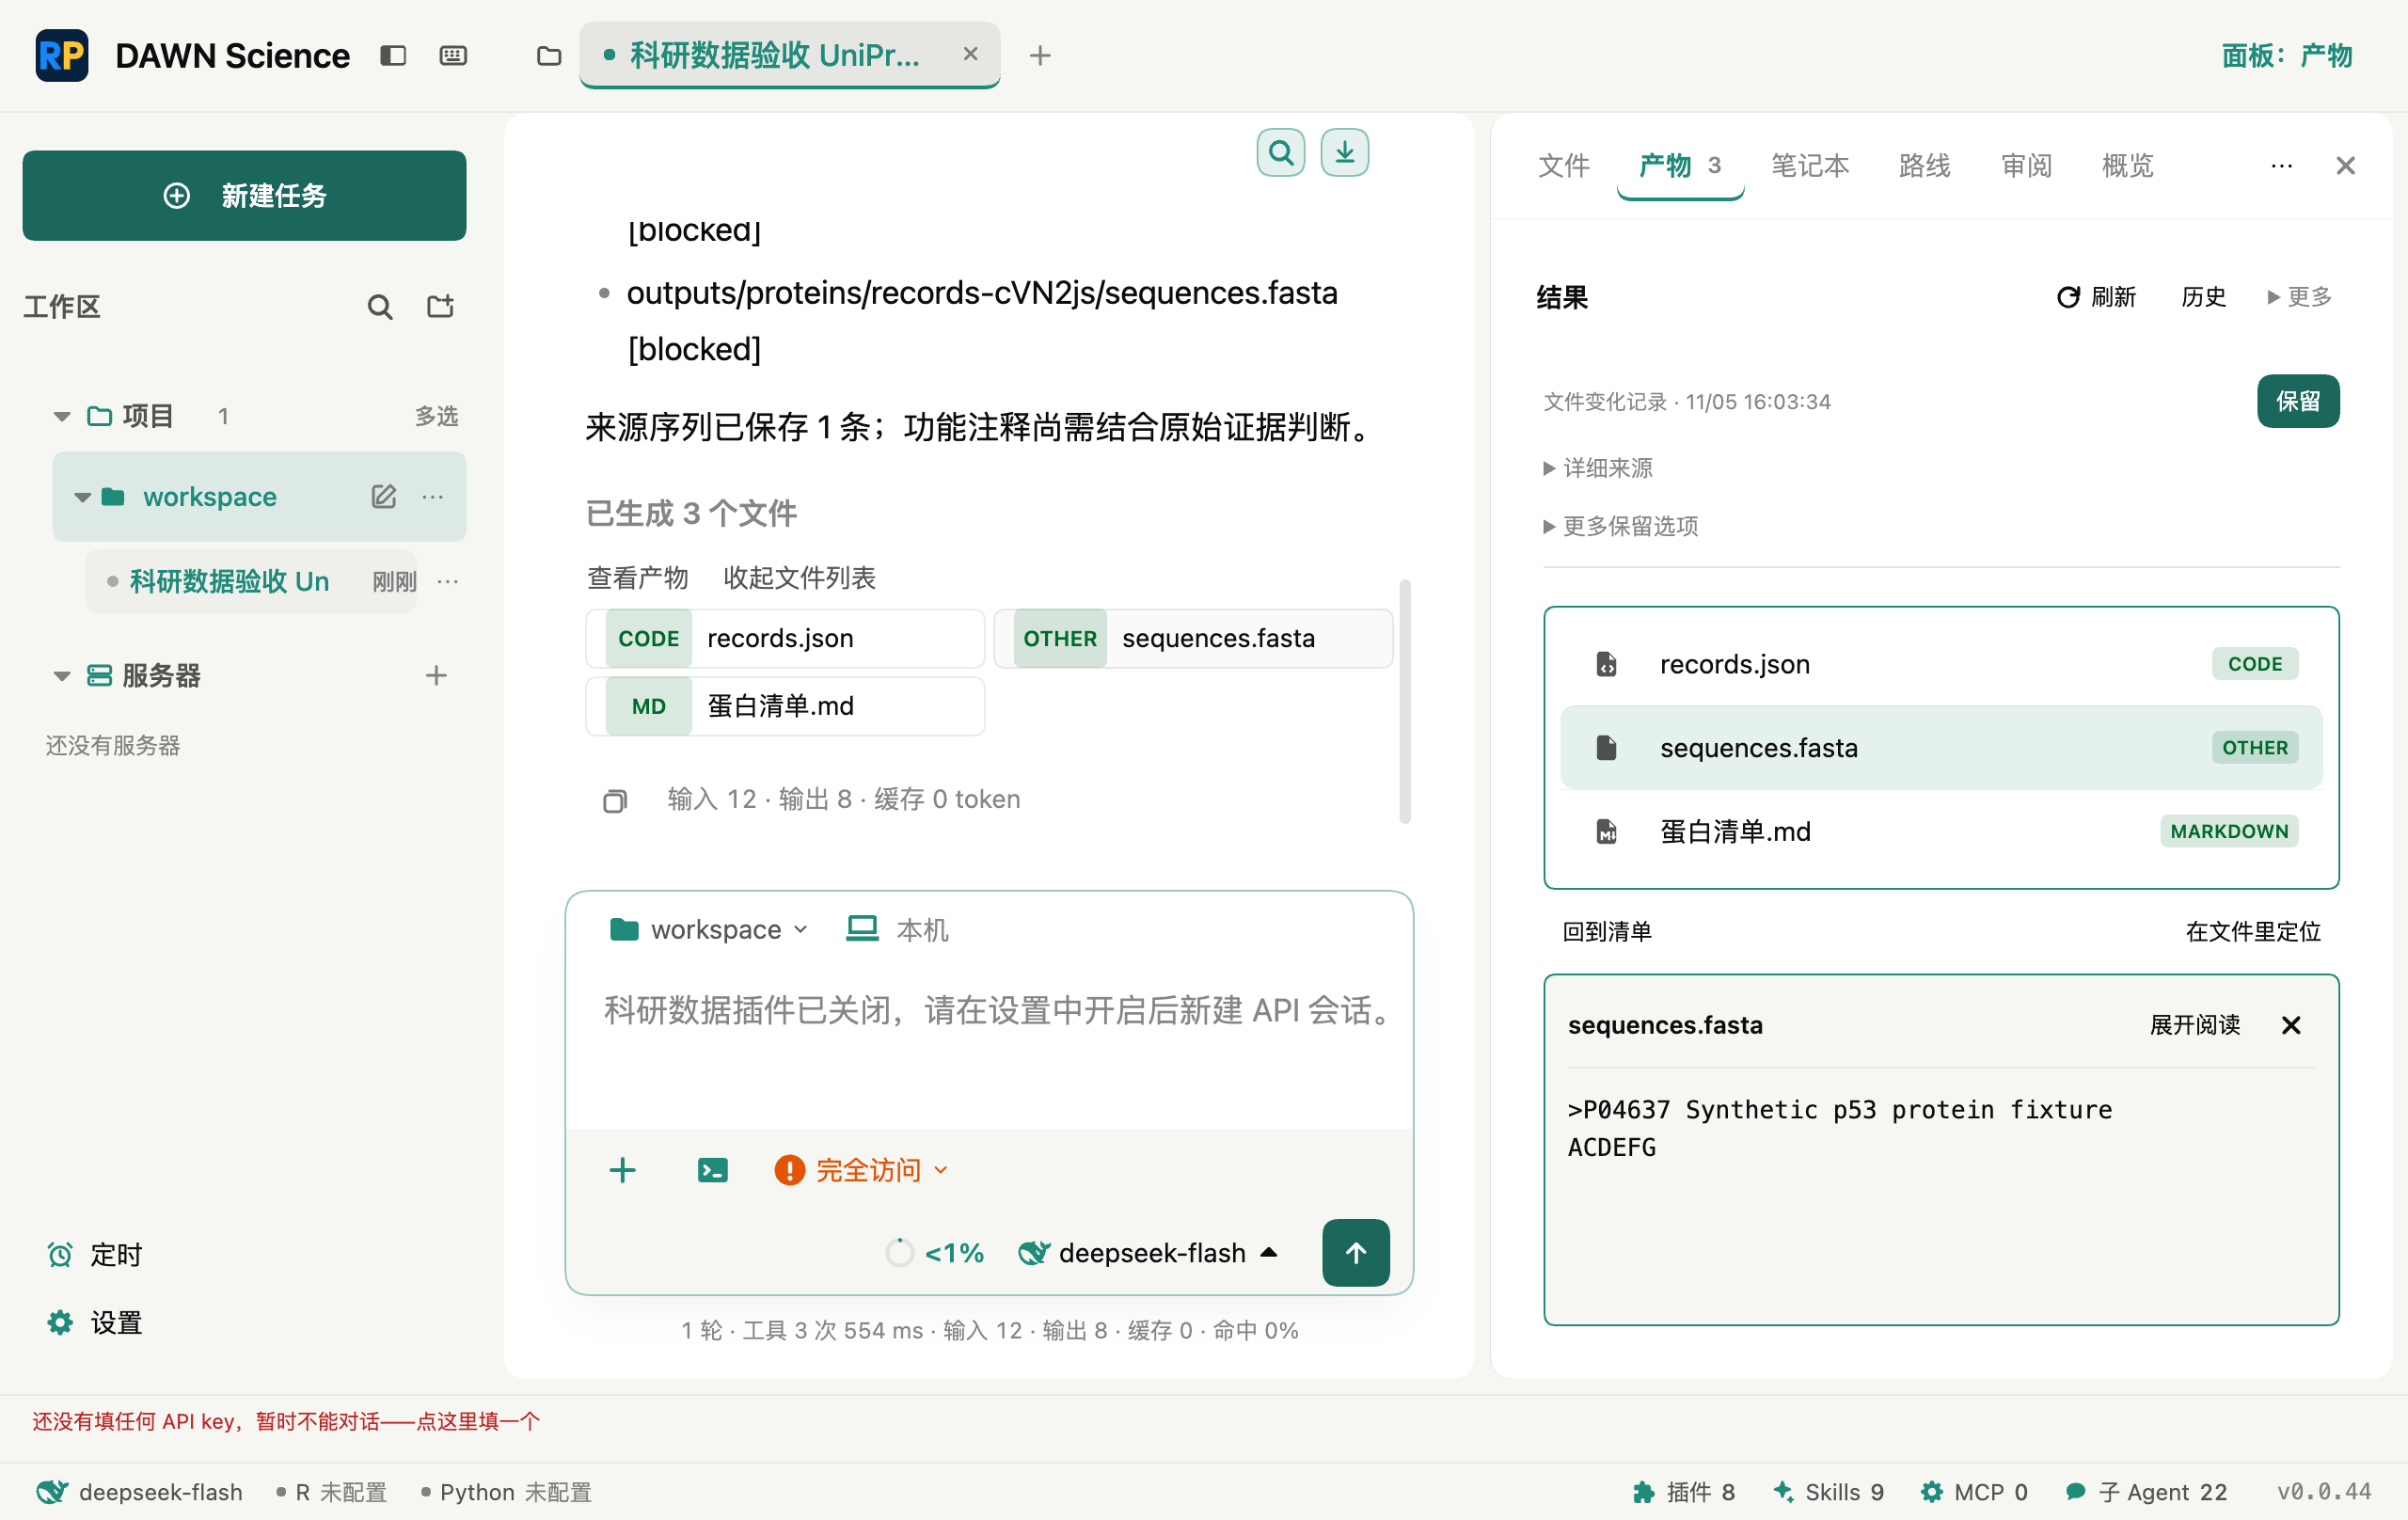 RP DAWN Science
科研数据验收 UniPr...
面板：产物
新建任务
工作区
项目 1 多选
workspace
科研数据验收 Un 刚刚
服务器
还没有服务器
定时
设置
[blocked]
outputs/proteins/records-cVN2js/sequences.fasta
[blocked]
来源序列已保存 1 条；功能注释尚需结合原始证据判断。
已生成 3 个文件
查看产物 收起文件列表
CODE records.json
OTHER sequences.fasta
MD 蛋白清单.md
输入 12 · 输出 8 · 缓存 0 token
workspace 本机
科研数据插件已关闭，请在设置中开启后新建 API 会话。
完全访问
<1% deepseek-flash
1 轮 · 工具 3 次 554 ms · 输入 12 · 输出 8 · 缓存 0 · 命中 0%
文件 产物 3 笔记本 路线 审阅 概览
结果 刷新 历史 更多
文件变化记录 · 11/05 16:03:34 保留
详细来源
更多保留选项
records.json CODE
sequences.fasta OTHER
蛋白清单.md MARKDOWN
回到清单 在文件里定位
sequences.fasta 展开阅读
>P04637 Synthetic p53 protein fixture
ACDEFG
还没有填任何 API key，暂时不能对话——点这里填一个
deepseek-flash R 未配置 Python 未配置
插件 8 Skills 9 MCP 0 子 Agent 22 v0.0.44